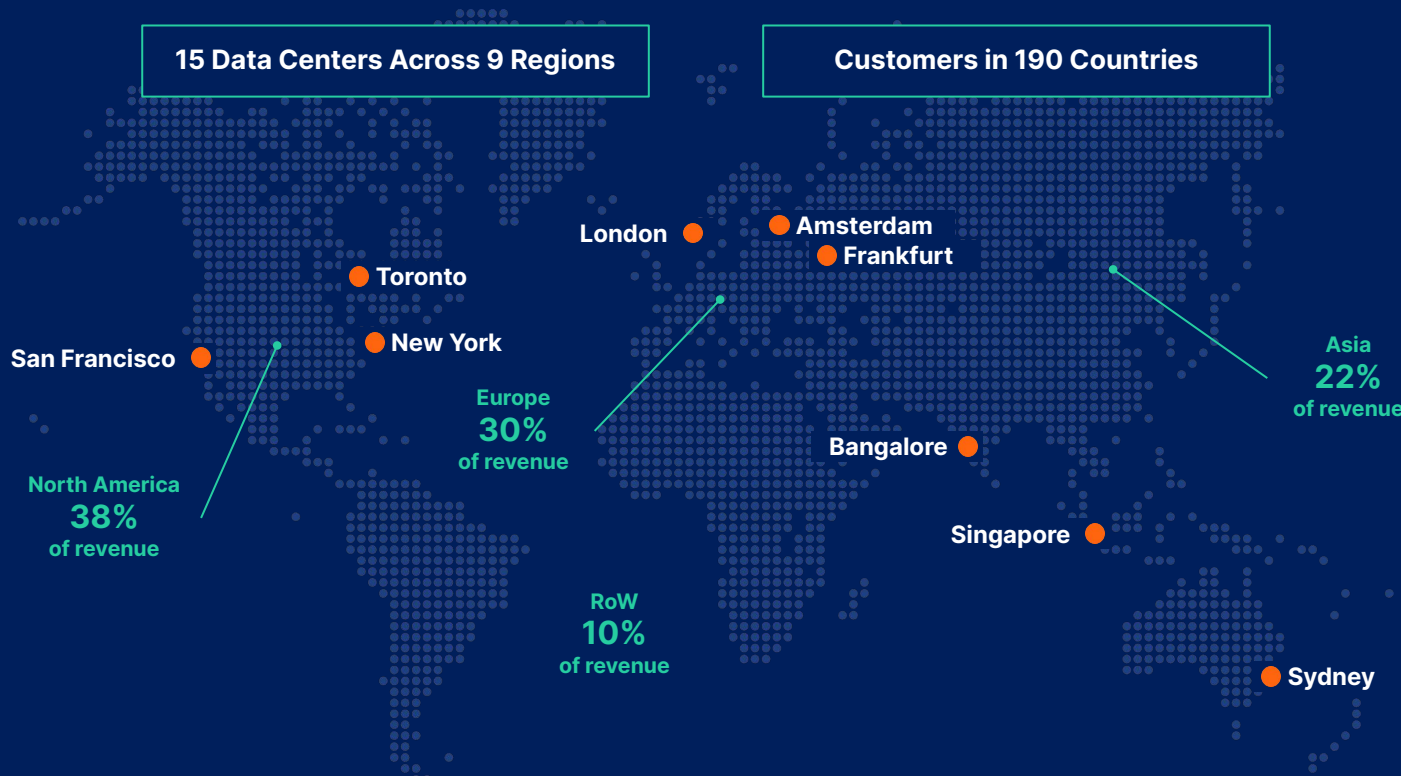 15 Data Centers Across 9 Regions
Customers in 190 Countries
London
Amsterdam
Frankfurt
Toronto
New York
San Francisco
Asia
22%
of revenue
Europe
30%
of revenue
Bangalore
North America
38%
of revenue
Singapore
RoW
10%
of revenue
Sydney